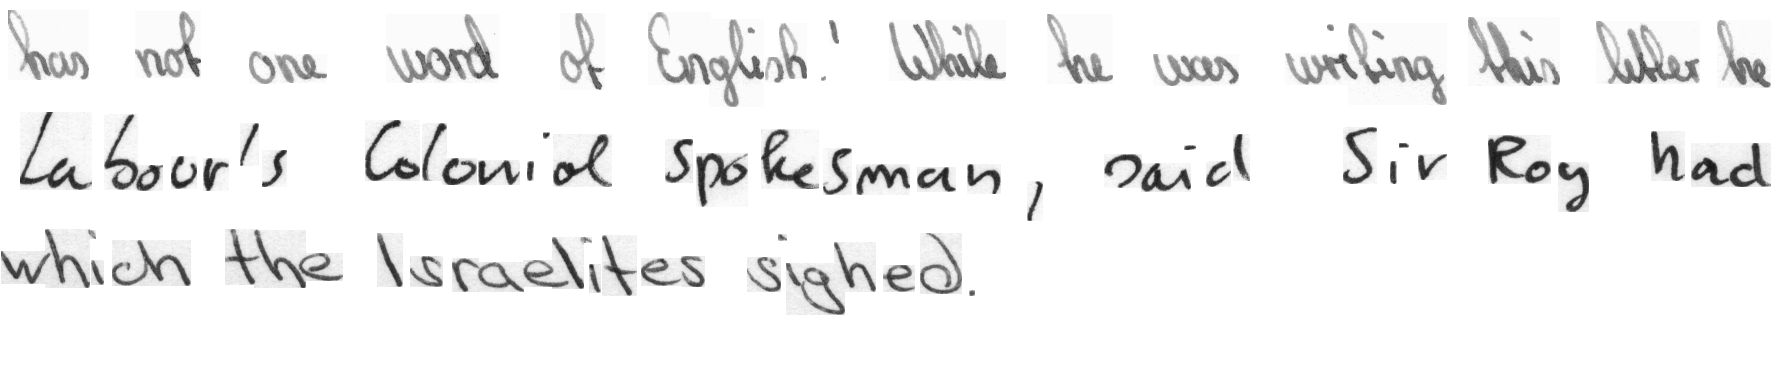 has not one word of English! While he was writing this letter he
Labour's Colonial spokesman, said Sir Roy had
which the Israelites sighed.